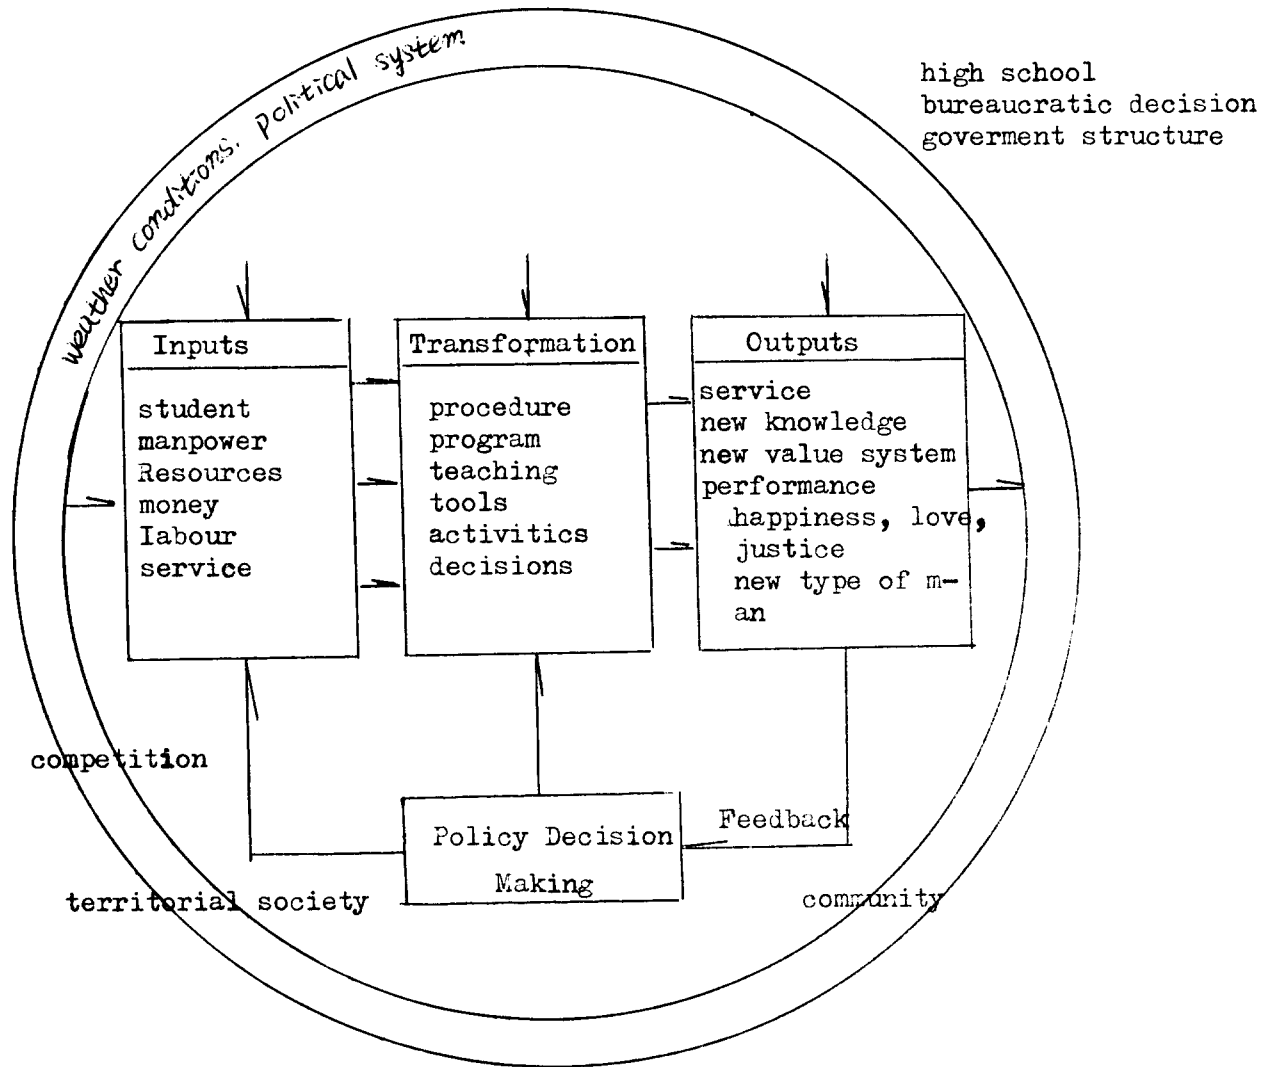 weather conditions. political system
high school
bureaucratic decision
goverment structure
Inputs
student
manpower
Resources
money
Iabour
service
Transformation
procedure
program
teaching
tools
activitics
decisions
Outputs
service
new knowledge
new value system
performance
happiness, love,
justice
new type of m-
an
competition
Policy Decision
Making
Feedback
territorial society
community